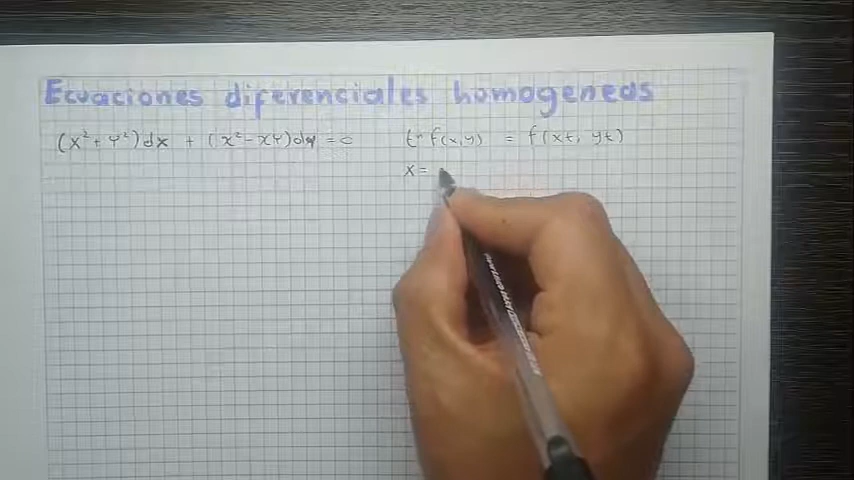 Ecuaciones diferenciales homogeneas
(x²+y²)dx + (x²-xy)dy=0 tⁿ f(x,y) = f(xt, yt)
x=